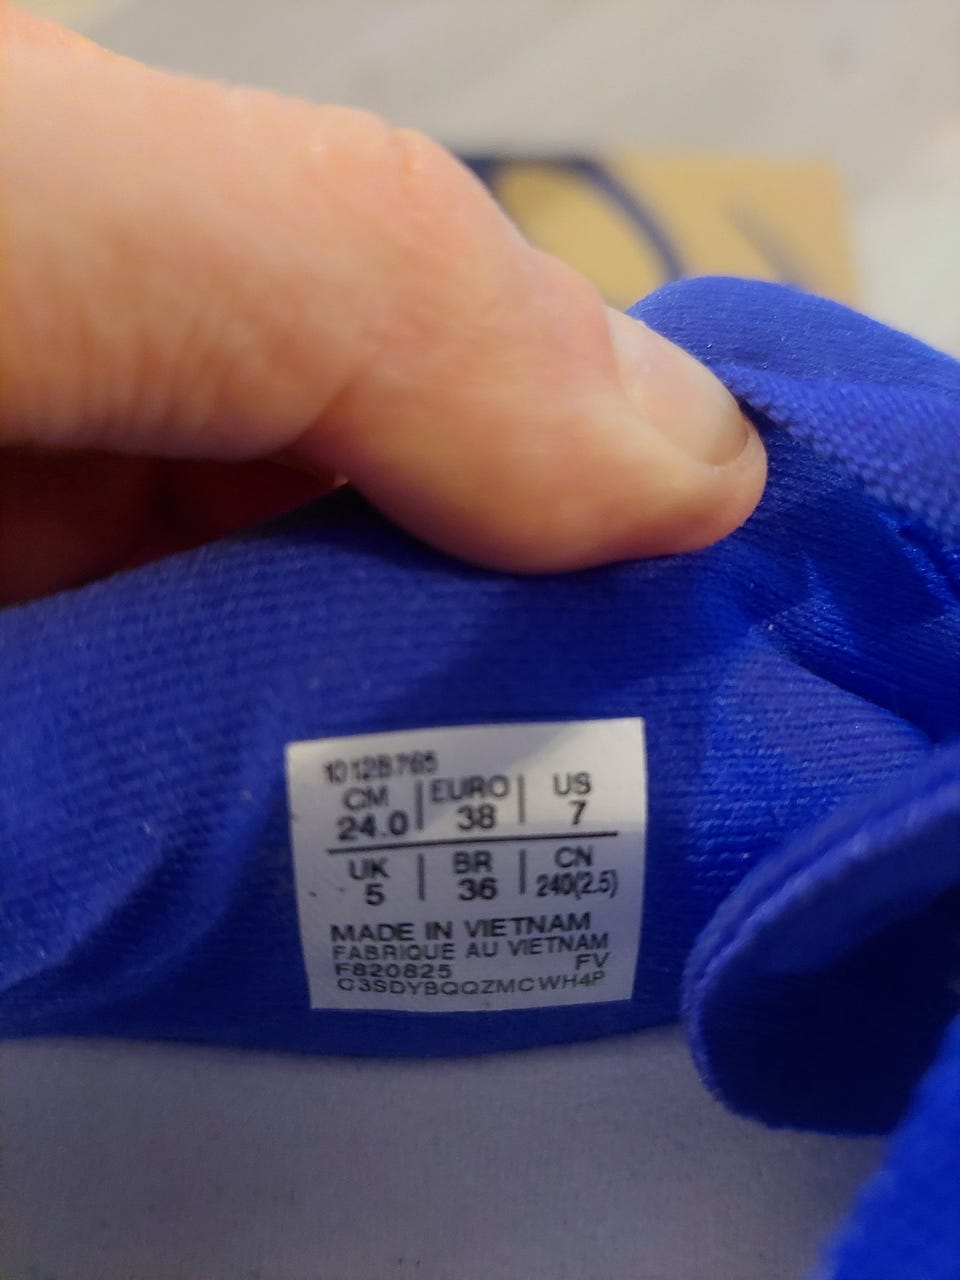 1012B765
CM | EURO | US
24.0 | 38 | 7
UK | BR | CN
5 | 36 | 240(2.5)
MADE IN VIETNAM
FABRIQUE AU VIETNAM
F820825 FV
C3SDYBQQZMCWH4P